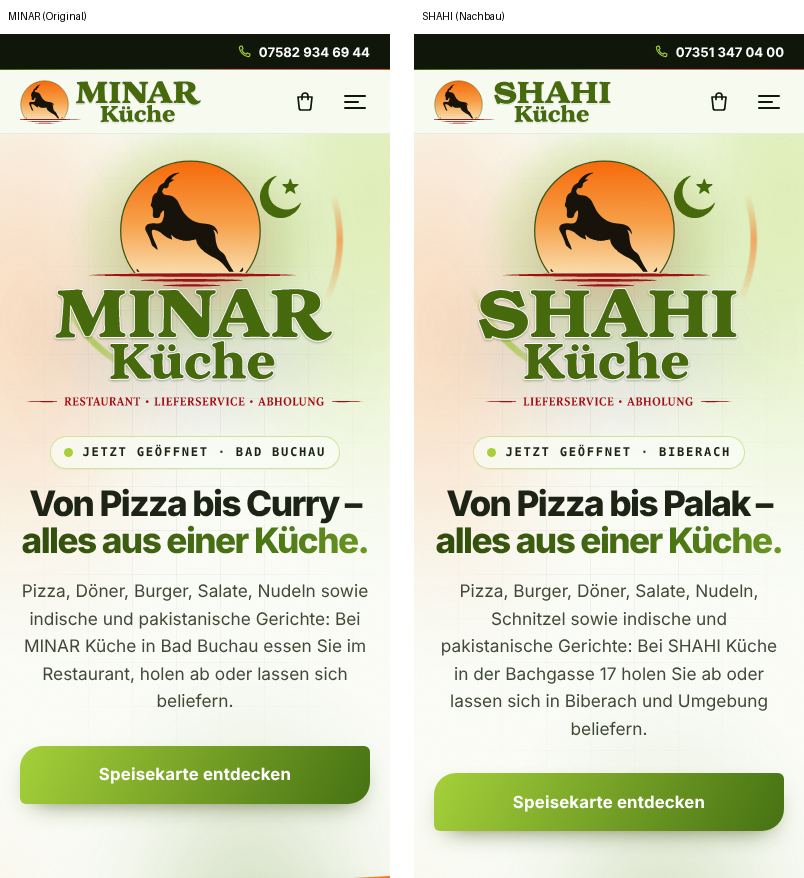 MINAR (Original)
07582 934 69 44
MINAR
Küche
MINAR
Küche
RESTAURANT • LIEFERSERVICE • ABHOLUNG
JETZT GEÖFFNET · BAD BUCHAU
Von Pizza bis Curry –
alles aus einer Küche.
Pizza, Döner, Burger, Salate, Nudeln sowie
indische und pakistanische Gerichte: Bei
MINAR Küche in Bad Buchau essen Sie im
Restaurant, holen ab oder lassen sich
beliefern.
Speisekarte entdecken
SHAHI (Nachbau)
07351 347 04 00
SHAHI
Küche
SHAHI
Küche
LIEFERSERVICE • ABHOLUNG
JETZT GEÖFFNET · BIBERACH
Von Pizza bis Palak –
alles aus einer Küche.
Pizza, Burger, Döner, Salate, Nudeln,
Schnitzel sowie indische und
pakistanische Gerichte: Bei SHAHI Küche
in der Bachgasse 17 holen Sie ab oder
lassen sich in Biberach und Umgebung
beliefern.
Speisekarte entdecken